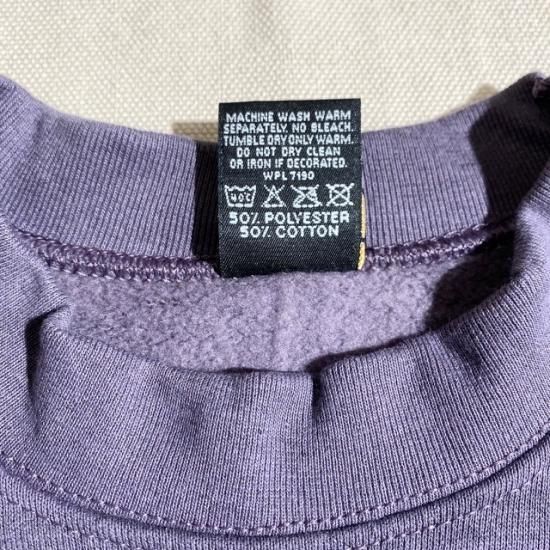 MACHINE WASH WARM
SEPARATELY. NO BLEACH.
TUMBLE DRY ONLY WARM.
DO NOT DRY CLEAN
OR IRON IF DECORATED.
WPL 7190
40°C
50% POLYESTER
50% COTTON